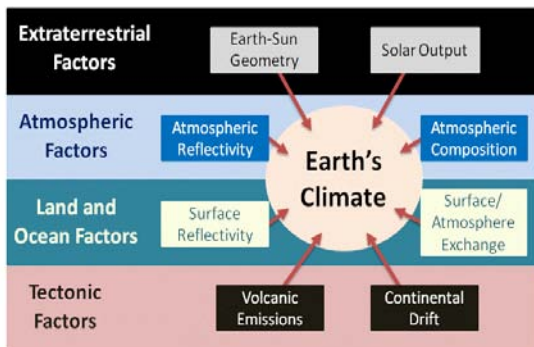 Extraterrestrial
Factors
Earth-Sun
Geometry
Solar Output
Atmospheric
Factors
Atmospheric
Reflectivity
Atmospheric
Composition
Earth's
Climate
Land and
Ocean Factors
Surface
Reflectivity
Surface/
Atmosphere
Exchange
Tectonic
Factors
Volcanic
Emissions
Continental
Drift